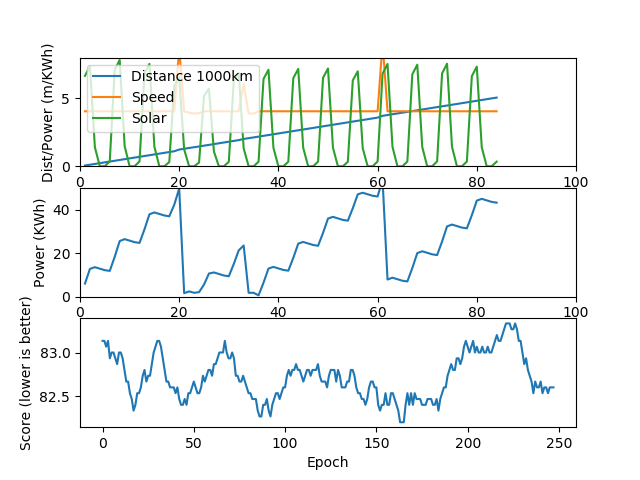 Dist/Power (m/KWh)
5
0
Distance 1000km
Speed
Solar
0 20 40 60 80 100
Power (KWh)
40
20
0
0 20 40 60 80 100
Score (lower is better)
83.0
82.5
0 50 100 150 200 250
Epoch